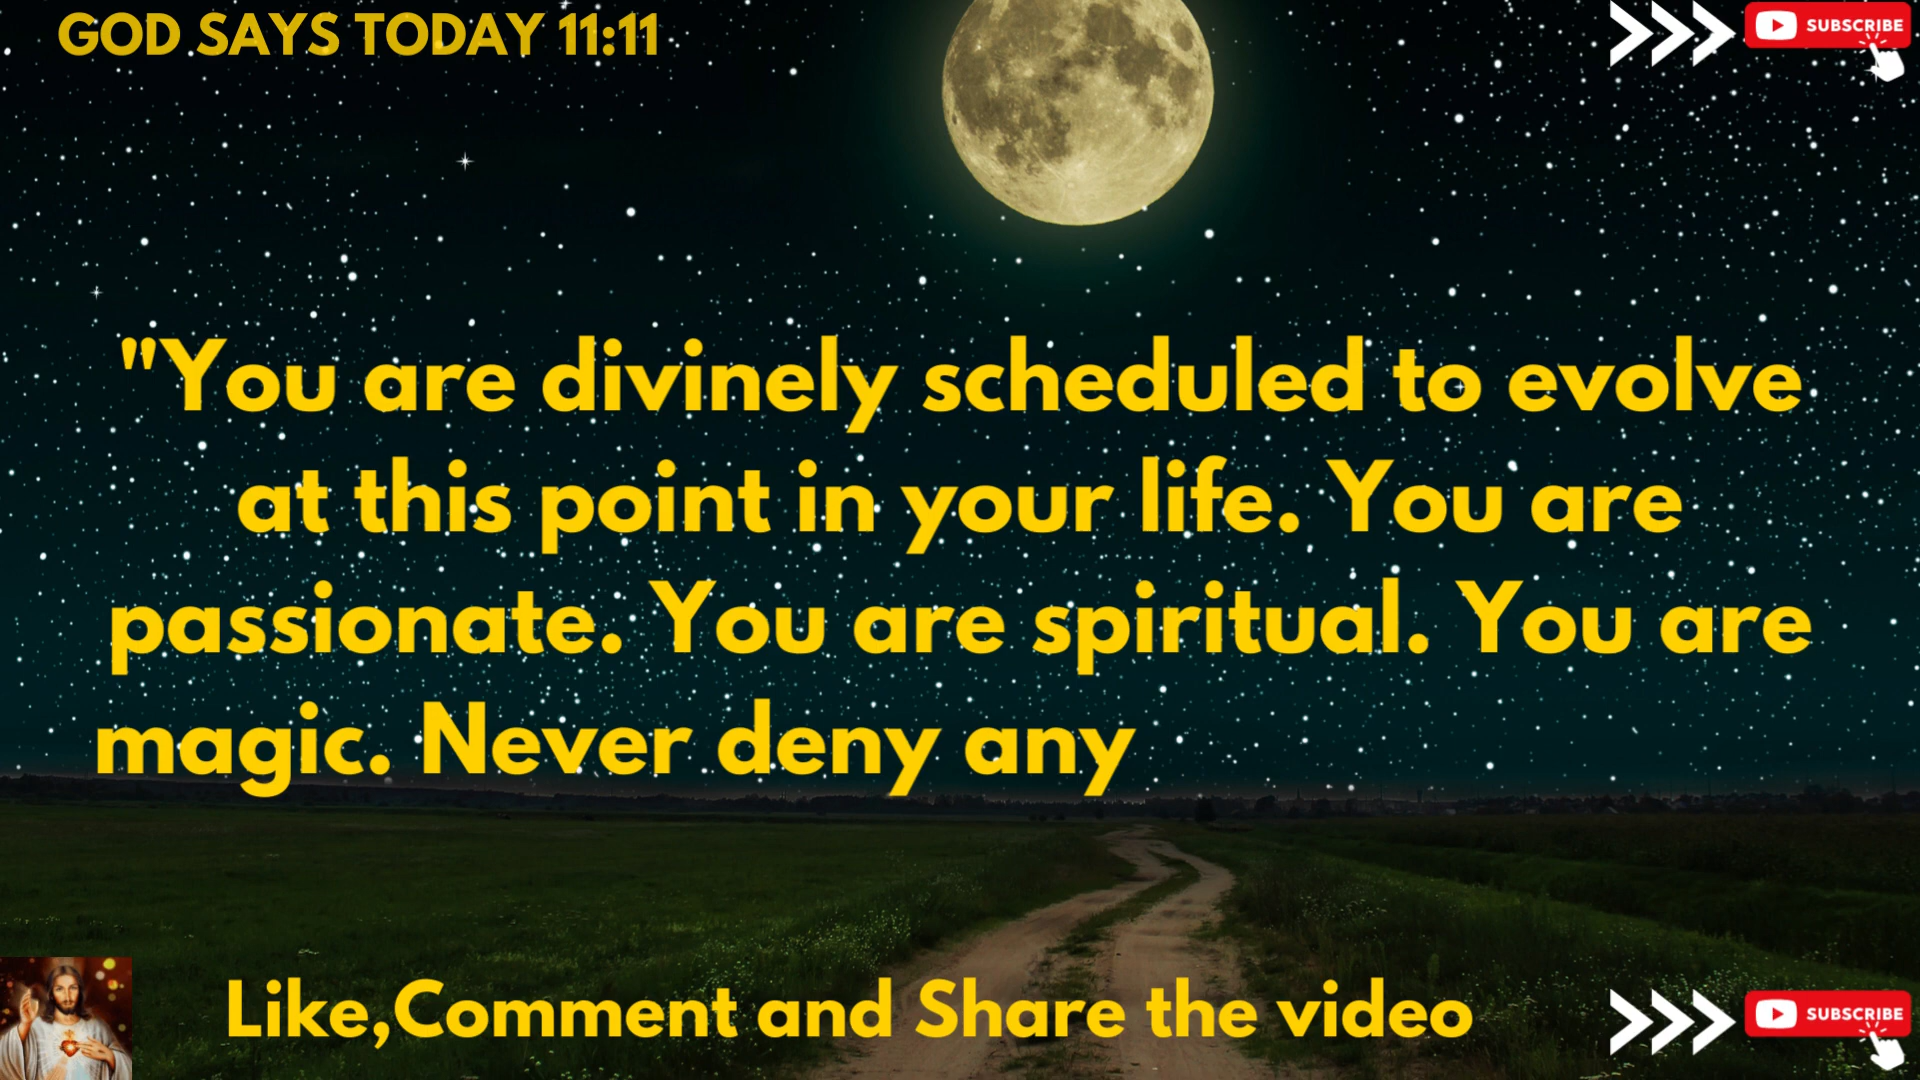 GOD SAYS TODAY 11:11
SUBSCRIBE
"You are divinely scheduled to evolve
at this point in your life. You are
passionate. You are spiritual. You are
magic. Never deny any
Like,Comment and Share the video
SUBSCRIBE